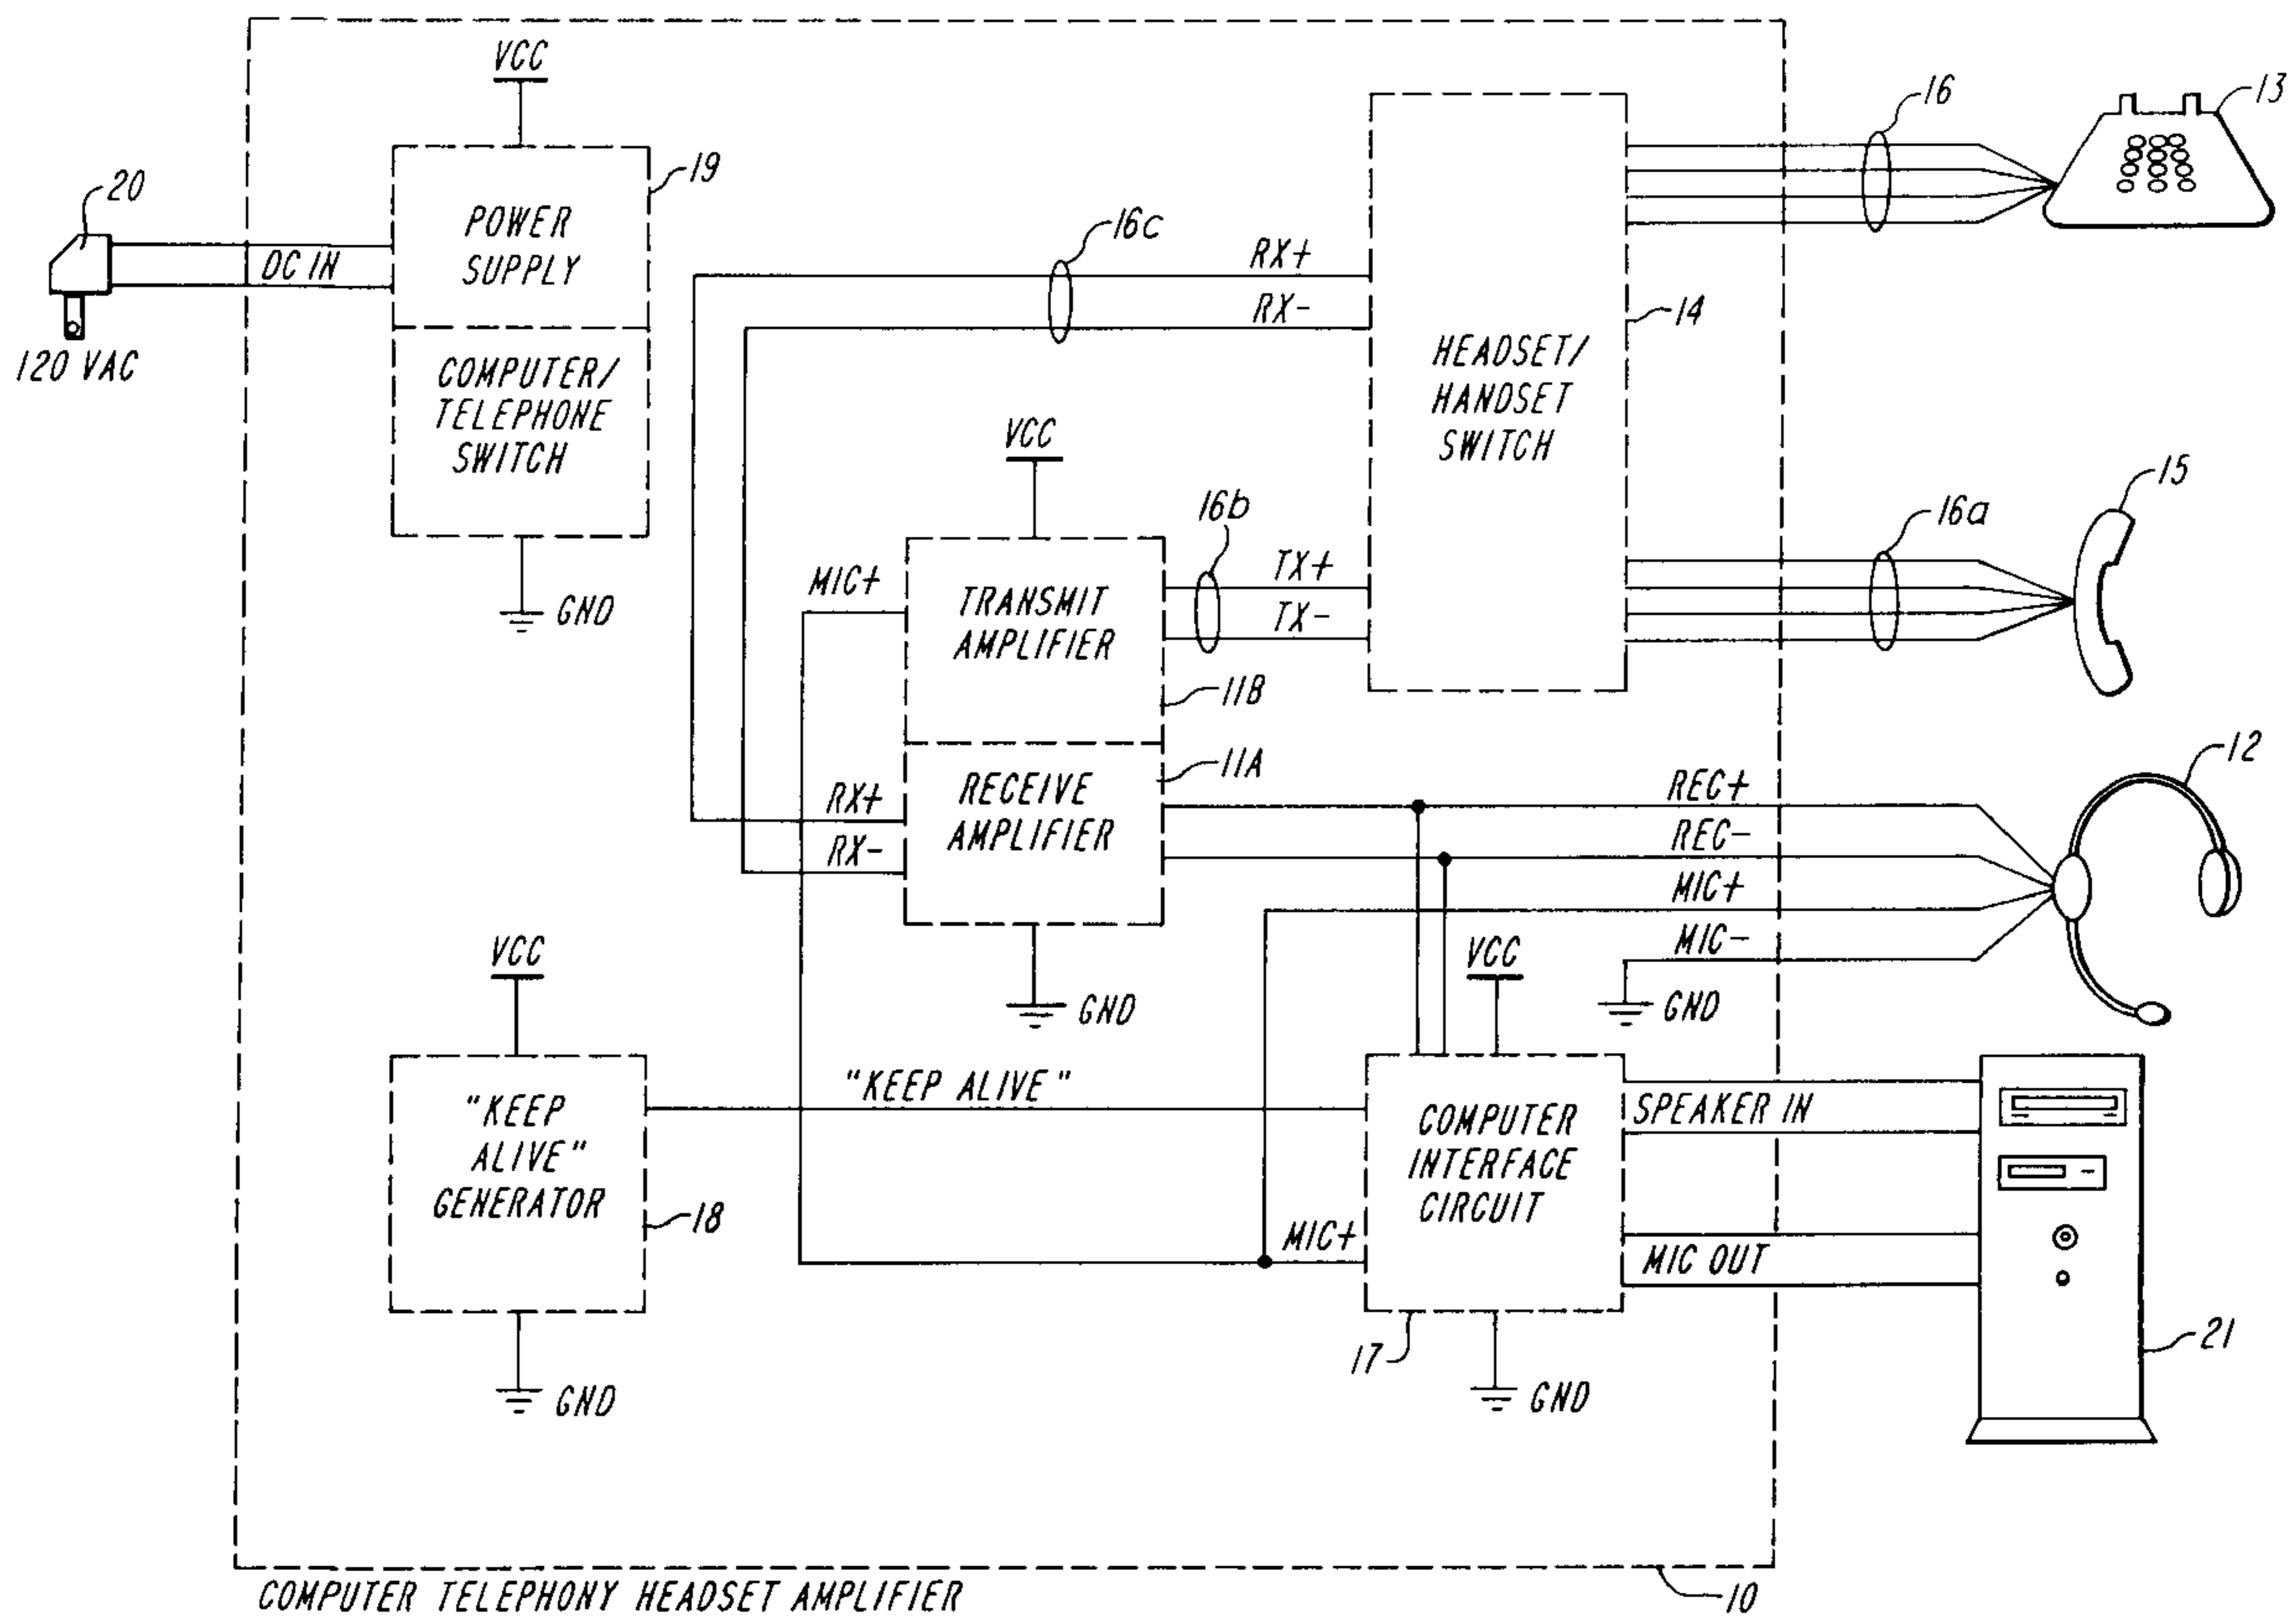 VCC
16
13
19
20
POWER
SUPPLY
DC IN
120 VAC
COMPUTER/
TELEPHONE
SWITCH
GND
16c
RX+
RX-
14
HEADSET/
HANDSET
SWITCH
VCC
16b
TX+
TX-
16a
15
MIC+
TRANSMIT
AMPLIFIER
11B
11A
RX+
RX-
RECEIVE
AMPLIFIER
GND
REC+
REC-
MIC+
MIC-
GND
12
VCC
"KEEP
ALIVE"
GENERATOR
18
GND
"KEEP ALIVE"
VCC
COMPUTER
INTERFACE
CIRCUIT
MIC+
17
GND
SPEAKER IN
MIC OUT
21
COMPUTER TELEPHONY HEADSET AMPLIFIER
10